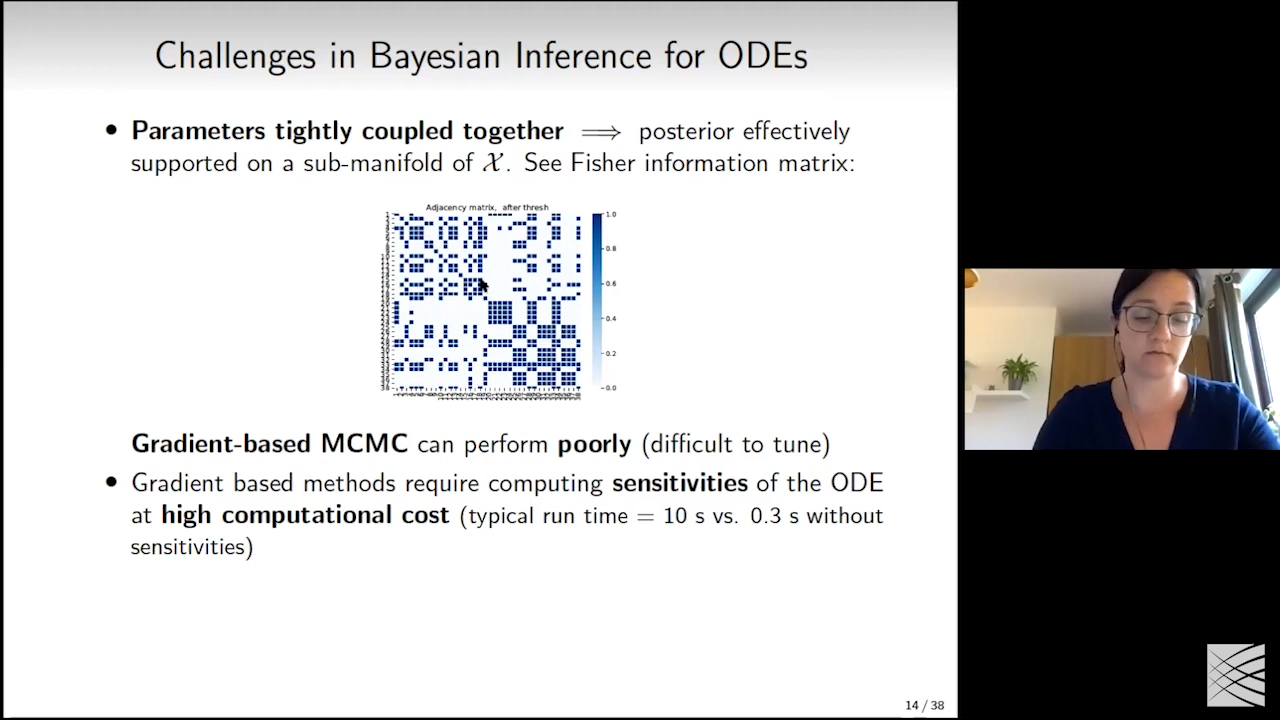 Challenges in Bayesian Inference for ODEs
• Parameters tightly coupled together ⟹ posterior effectively
supported on a sub-manifold of 𝒳. See Fisher information matrix:
Adjacency matrix, after thresh
1.0
0.8
0.6
0.4
0.2
0.0
Gradient-based MCMC can perform poorly (difficult to tune)
• Gradient based methods require computing sensitivities of the ODE
at high computational cost (typical run time = 10 s vs. 0.3 s without
sensitivities)
14 / 38